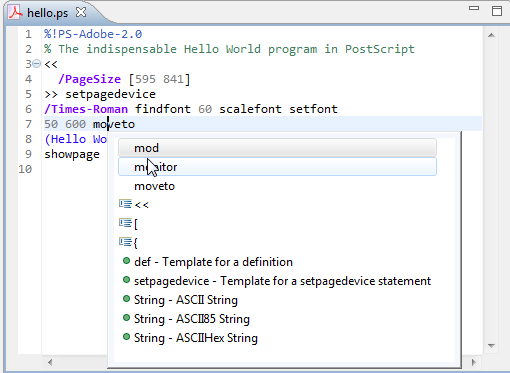 hello.ps
1 %!PS-Adobe-2.0
2 % The indispensable Hello World program in PostScript
3 <<
4 /PageSize [595 841]
5 >> setpagedevice
6 /Times-Roman findfont 60 scalefont setfont
7 50 600 moveto
8 (Hello Wo
9 showpage
10
mod
monitor
moveto
<<
[
{
def - Template for a definition
setpagedevice - Template for a setpagedevice statement
String - ASCII String
String - ASCII85 String
String - ASCIIHex String